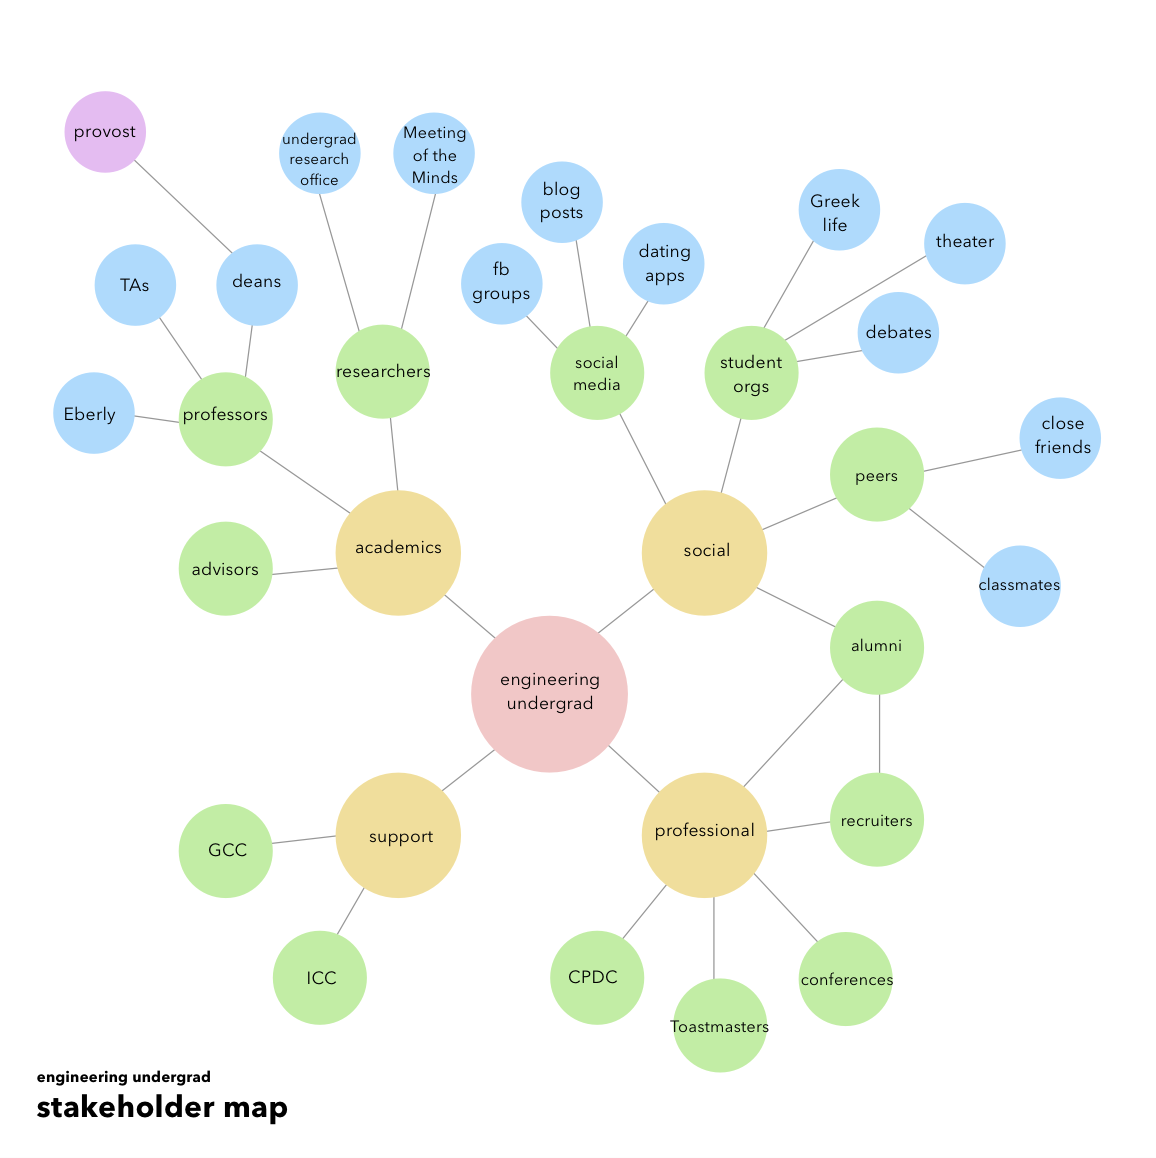 provost
undergrad
research
office
Meeting
of the
Minds
blog
posts
Greek
life
theater
TAs
deans
fb
groups
dating
apps
debates
Eberly
professors
researchers
social
media
student
orgs
close
friends
peers
advisors
academics
social
classmates
engineering
undergrad
alumni
GCC
support
professional
recruiters
ICC
CPDC
Toastmasters
conferences
engineering undergrad
stakeholder map